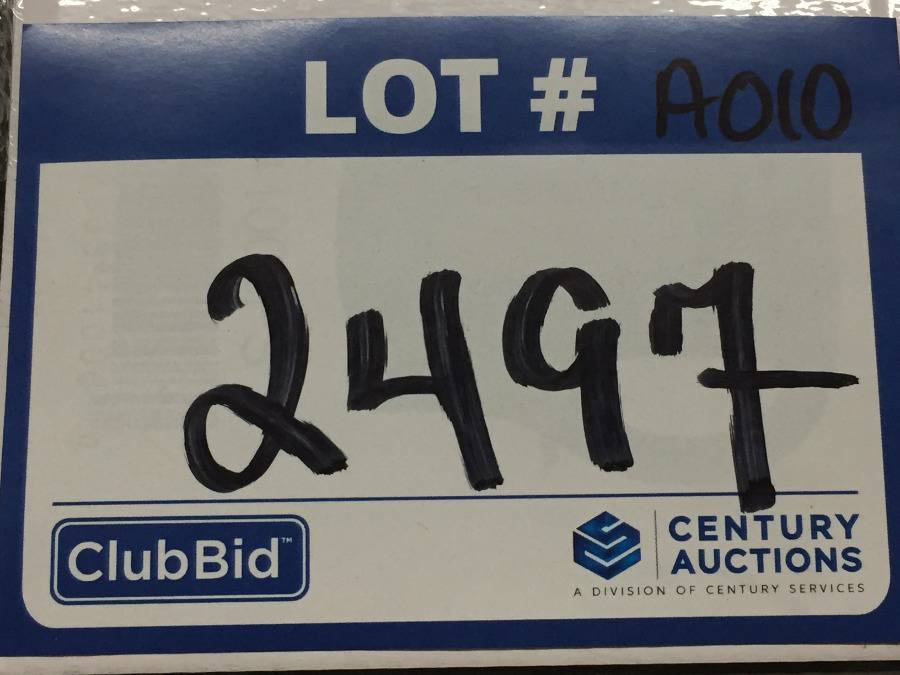 LOT # A010
2497
ClubBid™
CENTURY
AUCTIONS
A DIVISION OF CENTURY SERVICES